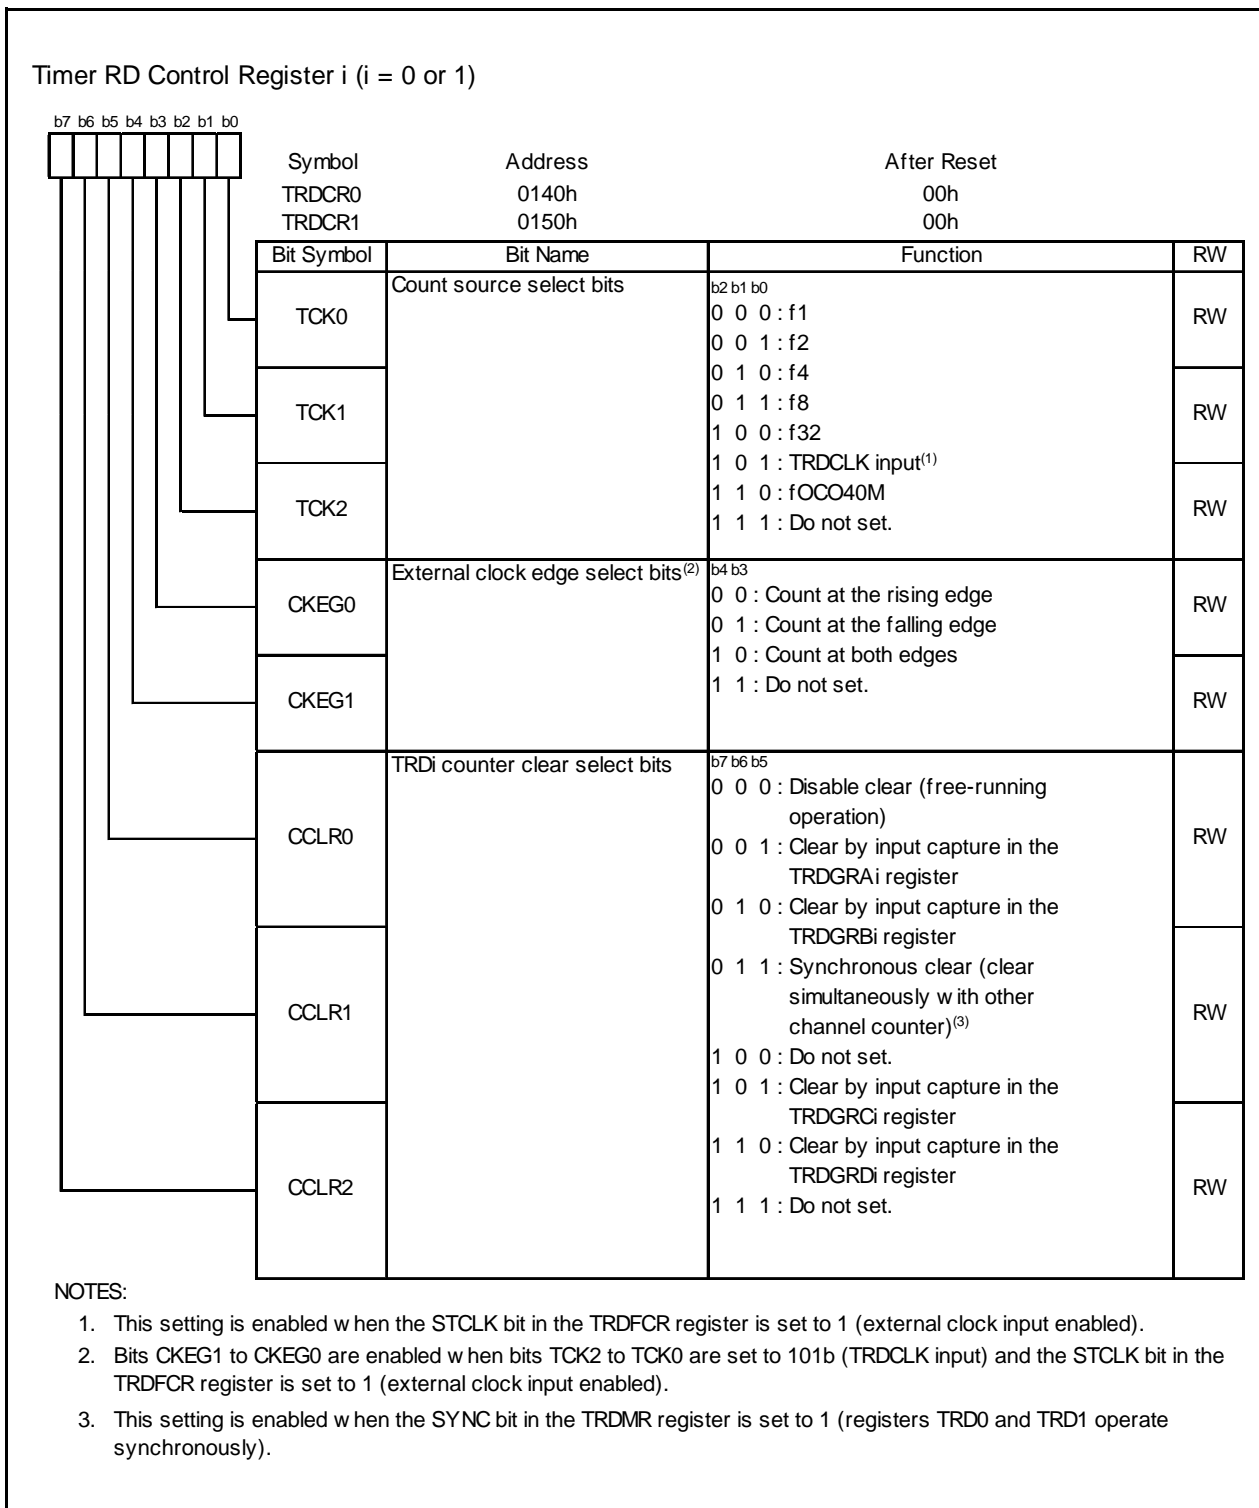 Timer RD Control Register i (i = 0 or 1)
b7 b6 b5 b4 b3 b2 b1 b0
Symbol Address After Reset
TRDCR0 0140h 00h
TRDCR1 0150h 00h
Bit Symbol Bit Name Function RW
TCK0 Count source select bits RW
b2 b1 b0
0 0 0 : f1
0 0 1 : f2
0 1 0 : f4
TCK1 RW
0 1 1 : f8
1 0 0 : f32
1 0 1 : TRDCLK input(1)
TCK2 RW
1 1 0 : fOCO40M
1 1 1 : Do not set.
CKEG0 External clock edge select bits(2) RW
b4 b3
0 0 : Count at the rising edge
0 1 : Count at the falling edge
1 0 : Count at both edges
CKEG1 RW
1 1 : Do not set.
CCLR0 TRDi counter clear select bits RW
b7 b6 b5
0 0 0 : Disable clear (free-running
operation)
0 0 1 : Clear by input capture in the
TRDGRAi register
0 1 0 : Clear by input capture in the
TRDGRBi register
CCLR1 RW
0 1 1 : Synchronous clear (clear
simultaneously with other
channel counter)(3)
1 0 0 : Do not set.
1 0 1 : Clear by input capture in the
TRDGRCi register
CCLR2 RW
1 1 0 : Clear by input capture in the
TRDGRDi register
1 1 1 : Do not set.
NOTES:
1. This setting is enabled when the STCLK bit in the TRDFCR register is set to 1 (external clock input enabled).
2. Bits CKEG1 to CKEG0 are enabled when bits TCK2 to TCK0 are set to 101b (TRDCLK input) and the STCLK bit in the
TRDFCR register is set to 1 (external clock input enabled).
3. This setting is enabled when the SYNC bit in the TRDMR register is set to 1 (registers TRD0 and TRD1 operate
synchronously).